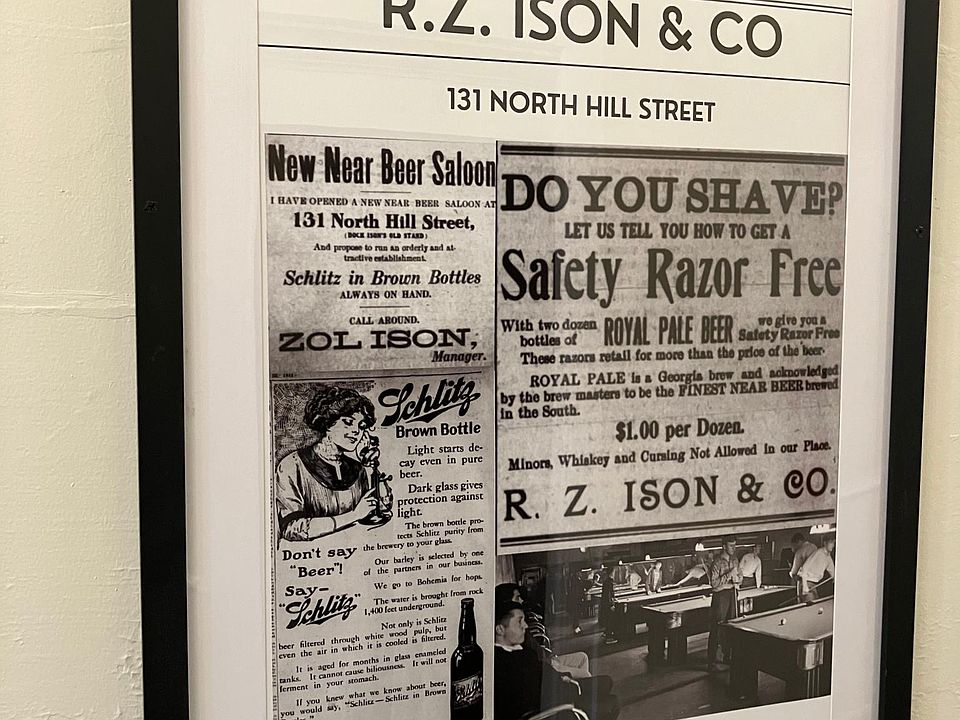 R.Z. ISON & CO
131 NORTH HILL STREET
New Near Beer Saloon
I HAVE OPENED A NEW NEAR BEER SALOON AT
131 North Hill Street,
(DOCK ISON'S OLD STAND)
And propose to run an orderly and at-
tractive establishment.
Schlitz in Brown Bottles
ALWAYS ON HAND.
CALL AROUND.
ZOL ISON,
Manager.
Schlitz
Brown Bottle
Light starts de-
cay even in pure
beer.
Dark glass gives
protection against
light.
The brown bottle pro-
tects Schlitz purity from
the brewery to your glass.
Don't say
"Beer"!
Say–
"Schlitz"
Our barley is selected by one
of the partners in our business.
We go to Bohemia for hops.
The water is brought from rock
1,400 feet underground.
Not only is Schlitz
beer filtered through white wood pulp, but
even the air in which it is cooled is filtered.
It is aged for months in glass enameled
tanks. It cannot cause biliousness. It will not
ferment in your stomach.
If you knew what we know about beer,
you would say, "Schlitz—Schlitz in Brown
DO YOU SHAVE?
LET US TELL YOU HOW TO GET A
Safety Razor Free
With two dozen ROYAL PALE BEER we give you a
bottles of Safety Razor Free
These razors retail for more than the price of the beer.
ROYAL PALE is a Georgia brew and acknowledged
by the brew masters to be the FINEST NEAR BEER brewed
in the South.
$1.00 per Dozen.
Minors, Whiskey and Cursing Not Allowed in our Place.
R. Z. ISON & CO.